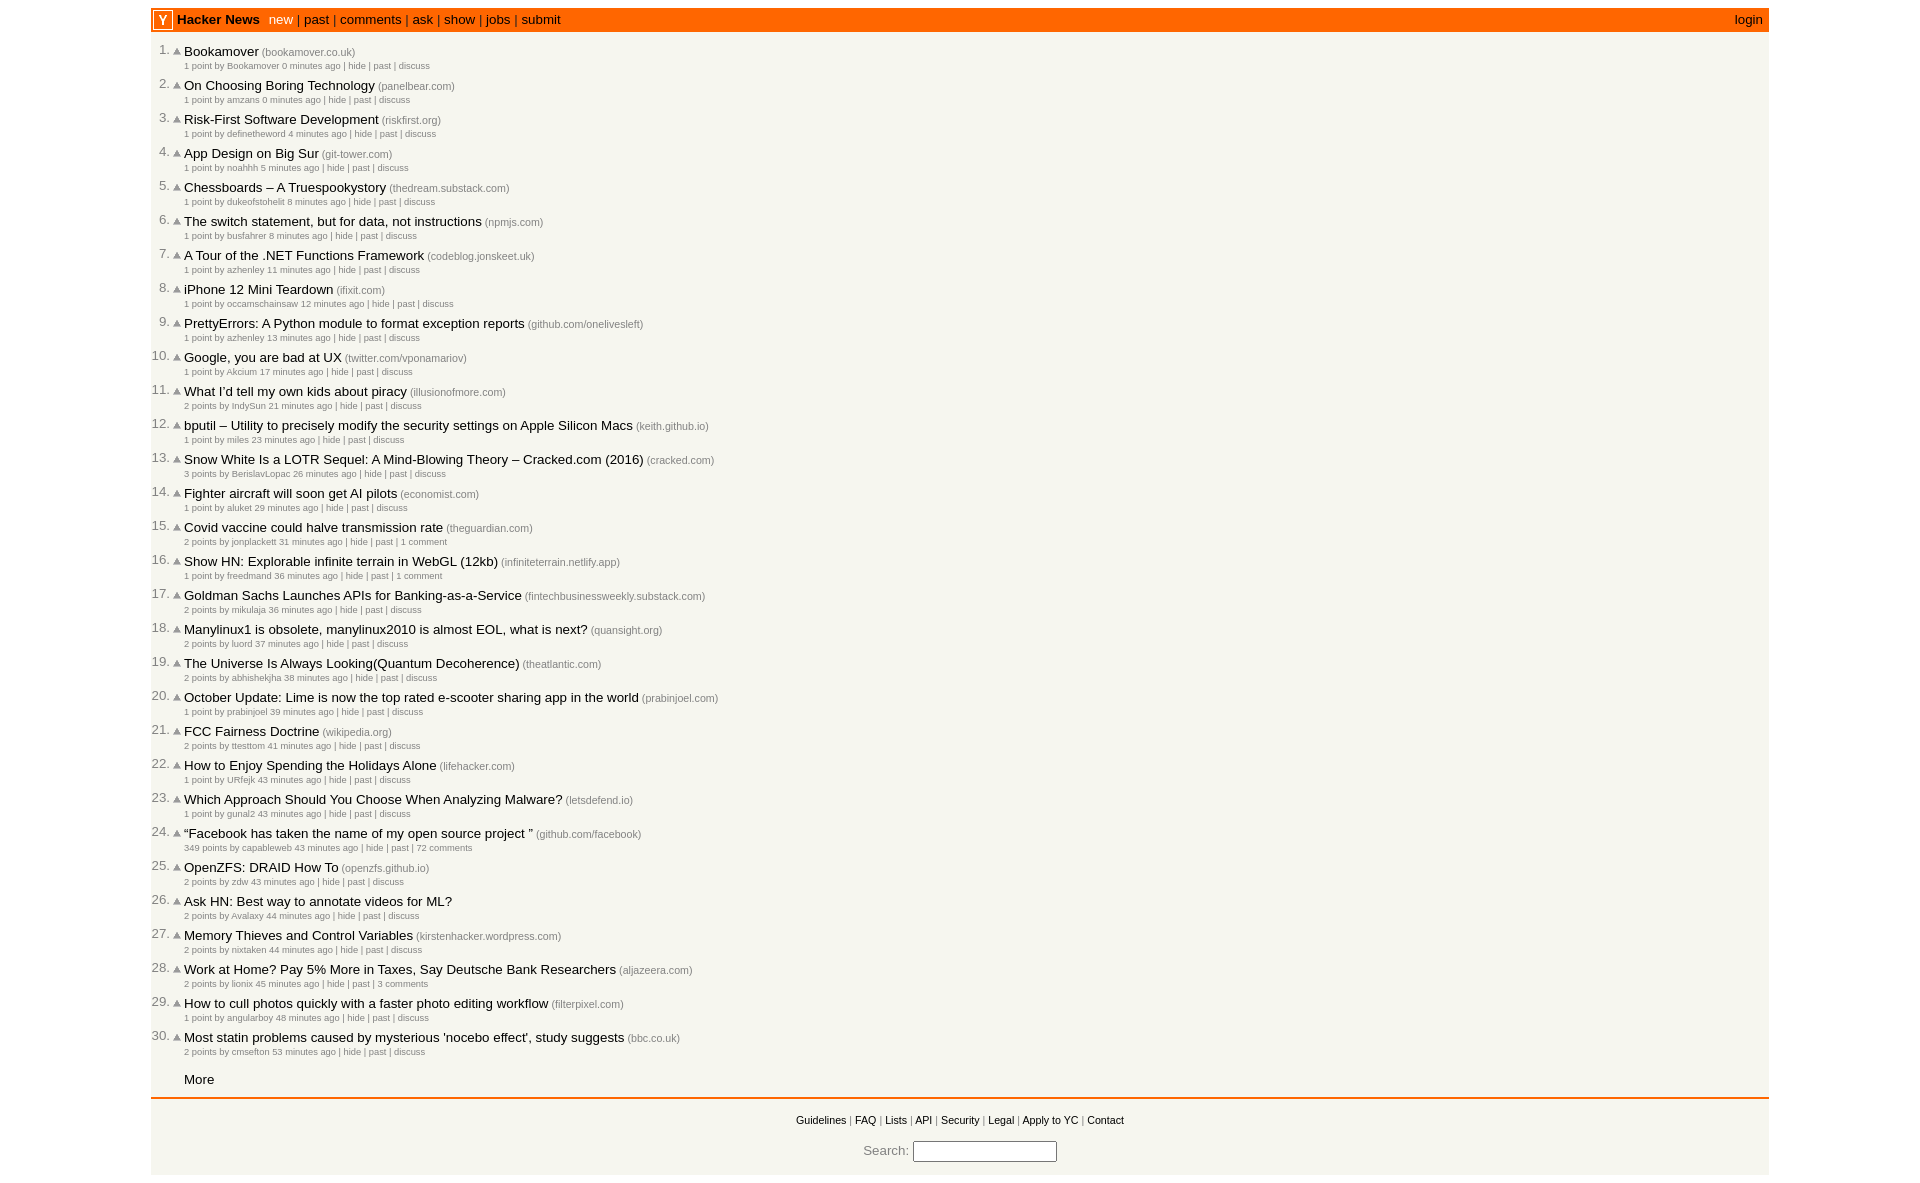 Y Hacker News new | past | comments | ask | show | jobs | submit login
1. Bookamover (bookamover.co.uk)
1 point by Bookamover 0 minutes ago | hide | past | discuss
2. On Choosing Boring Technology (panelbear.com)
1 point by amzans 0 minutes ago | hide | past | discuss
3. Risk-First Software Development (riskfirst.org)
1 point by definetheword 4 minutes ago | hide | past | discuss
4. App Design on Big Sur (git-tower.com)
1 point by noahhh 5 minutes ago | hide | past | discuss
5. Chessboards – A Truespookystory (thedream.substack.com)
1 point by dukeofstohelit 8 minutes ago | hide | past | discuss
6. The switch statement, but for data, not instructions (npmjs.com)
1 point by busfahrer 8 minutes ago | hide | past | discuss
7. A Tour of the .NET Functions Framework (codeblog.jonskeet.uk)
1 point by azhenley 11 minutes ago | hide | past | discuss
8. iPhone 12 Mini Teardown (ifixit.com)
1 point by occamschainsaw 12 minutes ago | hide | past | discuss
9. PrettyErrors: A Python module to format exception reports (github.com/onelivesleft)
1 point by azhenley 13 minutes ago | hide | past | discuss
10. Google, you are bad at UX (twitter.com/vponamariov)
1 point by Akcium 17 minutes ago | hide | past | discuss
11. What I’d tell my own kids about piracy (illusionofmore.com)
2 points by IndySun 21 minutes ago | hide | past | discuss
12. bputil – Utility to precisely modify the security settings on Apple Silicon Macs (keith.github.io)
1 point by miles 23 minutes ago | hide | past | discuss
13. Snow White Is a LOTR Sequel: A Mind-Blowing Theory – Cracked.com (2016) (cracked.com)
3 points by BerislavLopac 26 minutes ago | hide | past | discuss
14. Fighter aircraft will soon get AI pilots (economist.com)
1 point by aluket 29 minutes ago | hide | past | discuss
15. Covid vaccine could halve transmission rate (theguardian.com)
2 points by jonplackett 31 minutes ago | hide | past | 1 comment
16. Show HN: Explorable infinite terrain in WebGL (12kb) (infiniteterrain.netlify.app)
1 point by freedmand 36 minutes ago | hide | past | 1 comment
17. Goldman Sachs Launches APIs for Banking-as-a-Service (fintechbusinessweekly.substack.com)
2 points by mikulaja 36 minutes ago | hide | past | discuss
18. Manylinux1 is obsolete, manylinux2010 is almost EOL, what is next? (quansight.org)
2 points by luord 37 minutes ago | hide | past | discuss
19. The Universe Is Always Looking(Quantum Decoherence) (theatlantic.com)
2 points by abhishekjha 38 minutes ago | hide | past | discuss
20. October Update: Lime is now the top rated e-scooter sharing app in the world (prabinjoel.com)
1 point by prabinjoel 39 minutes ago | hide | past | discuss
21. FCC Fairness Doctrine (wikipedia.org)
2 points by ttesttom 41 minutes ago | hide | past | discuss
22. How to Enjoy Spending the Holidays Alone (lifehacker.com)
1 point by URfejk 43 minutes ago | hide | past | discuss
23. Which Approach Should You Choose When Analyzing Malware? (letsdefend.io)
1 point by gunal2 43 minutes ago | hide | past | discuss
24. “Facebook has taken the name of my open source project ” (github.com/facebook)
349 points by capableweb 43 minutes ago | hide | past | 72 comments
25. OpenZFS: DRAID How To (openzfs.github.io)
2 points by zdw 43 minutes ago | hide | past | discuss
26. Ask HN: Best way to annotate videos for ML?
2 points by Avalaxy 44 minutes ago | hide | past | discuss
27. Memory Thieves and Control Variables (kirstenhacker.wordpress.com)
2 points by nixtaken 44 minutes ago | hide | past | discuss
28. Work at Home? Pay 5% More in Taxes, Say Deutsche Bank Researchers (aljazeera.com)
2 points by lionix 45 minutes ago | hide | past | 3 comments
29. How to cull photos quickly with a faster photo editing workflow (filterpixel.com)
1 point by angularboy 48 minutes ago | hide | past | discuss
30. Most statin problems caused by mysterious 'nocebo effect', study suggests (bbc.co.uk)
2 points by cmsefton 53 minutes ago | hide | past | discuss
More
Guidelines | FAQ | Lists | API | Security | Legal | Apply to YC | Contact
Search: